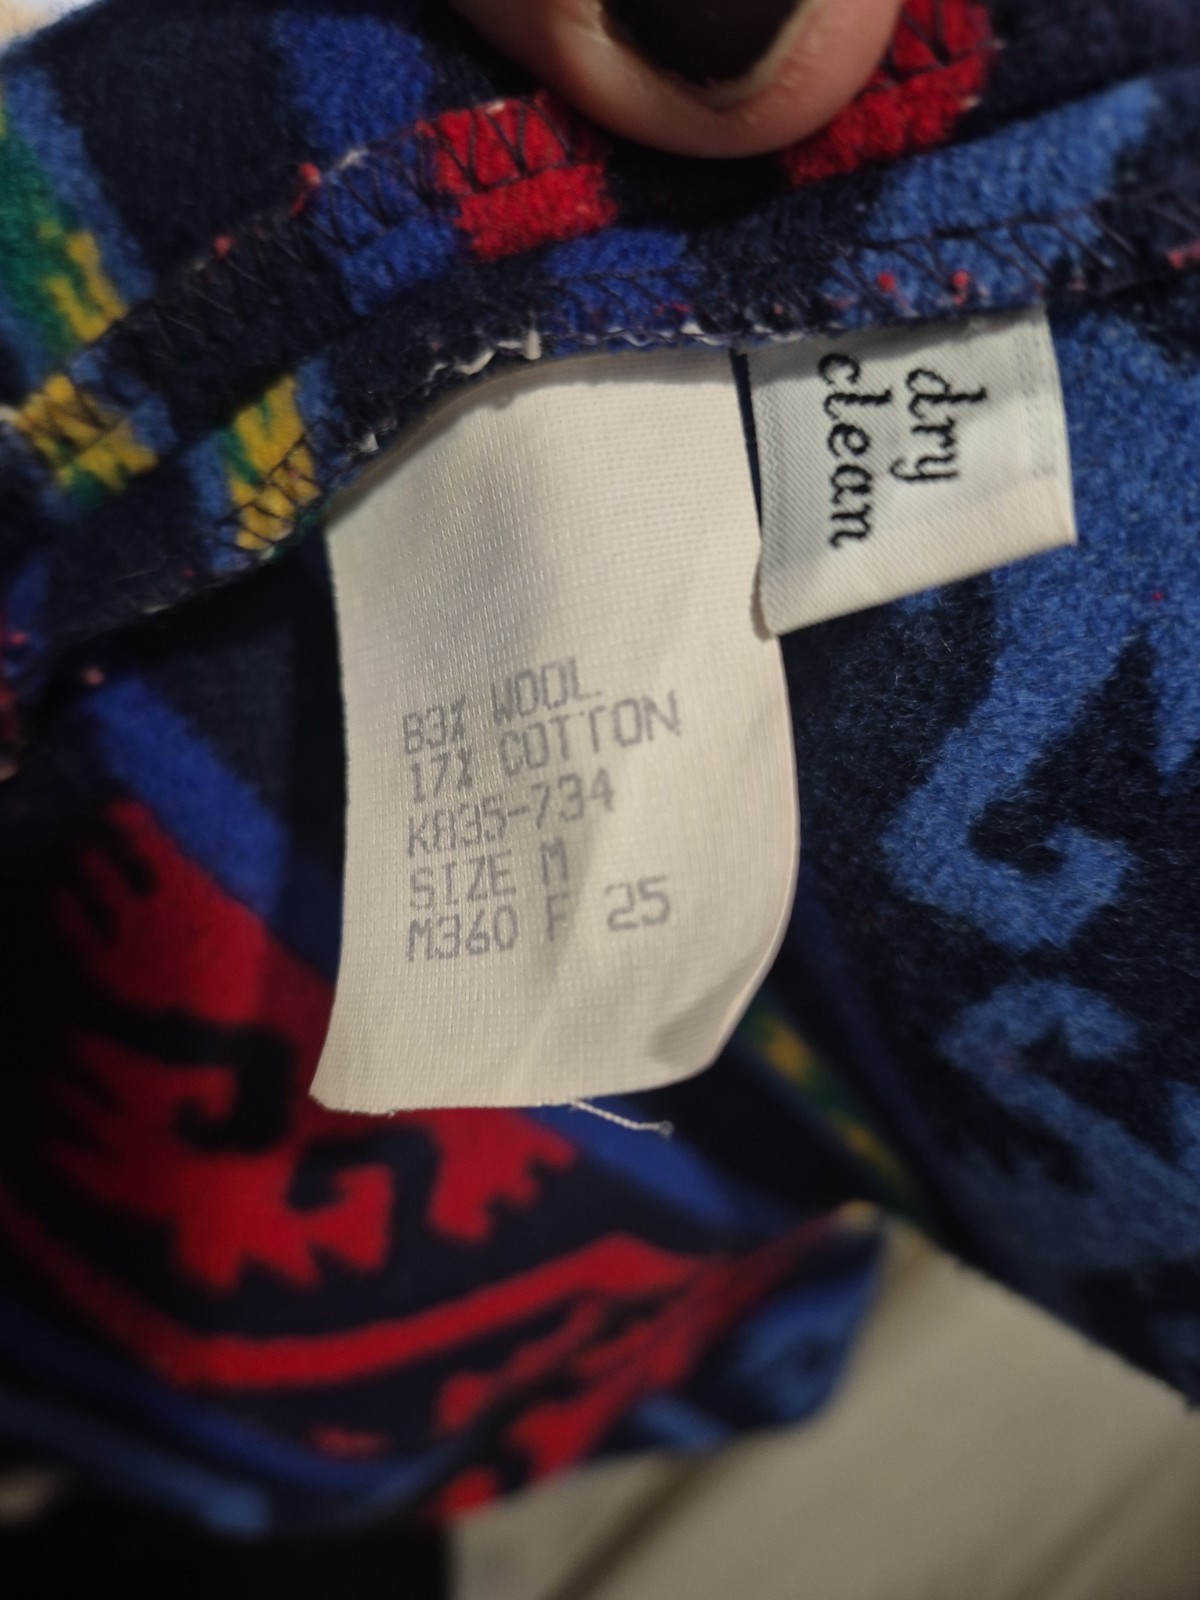 dry
clean
83% WOOL
17% COTTON
K835-734
SIZE M
M360 F 25